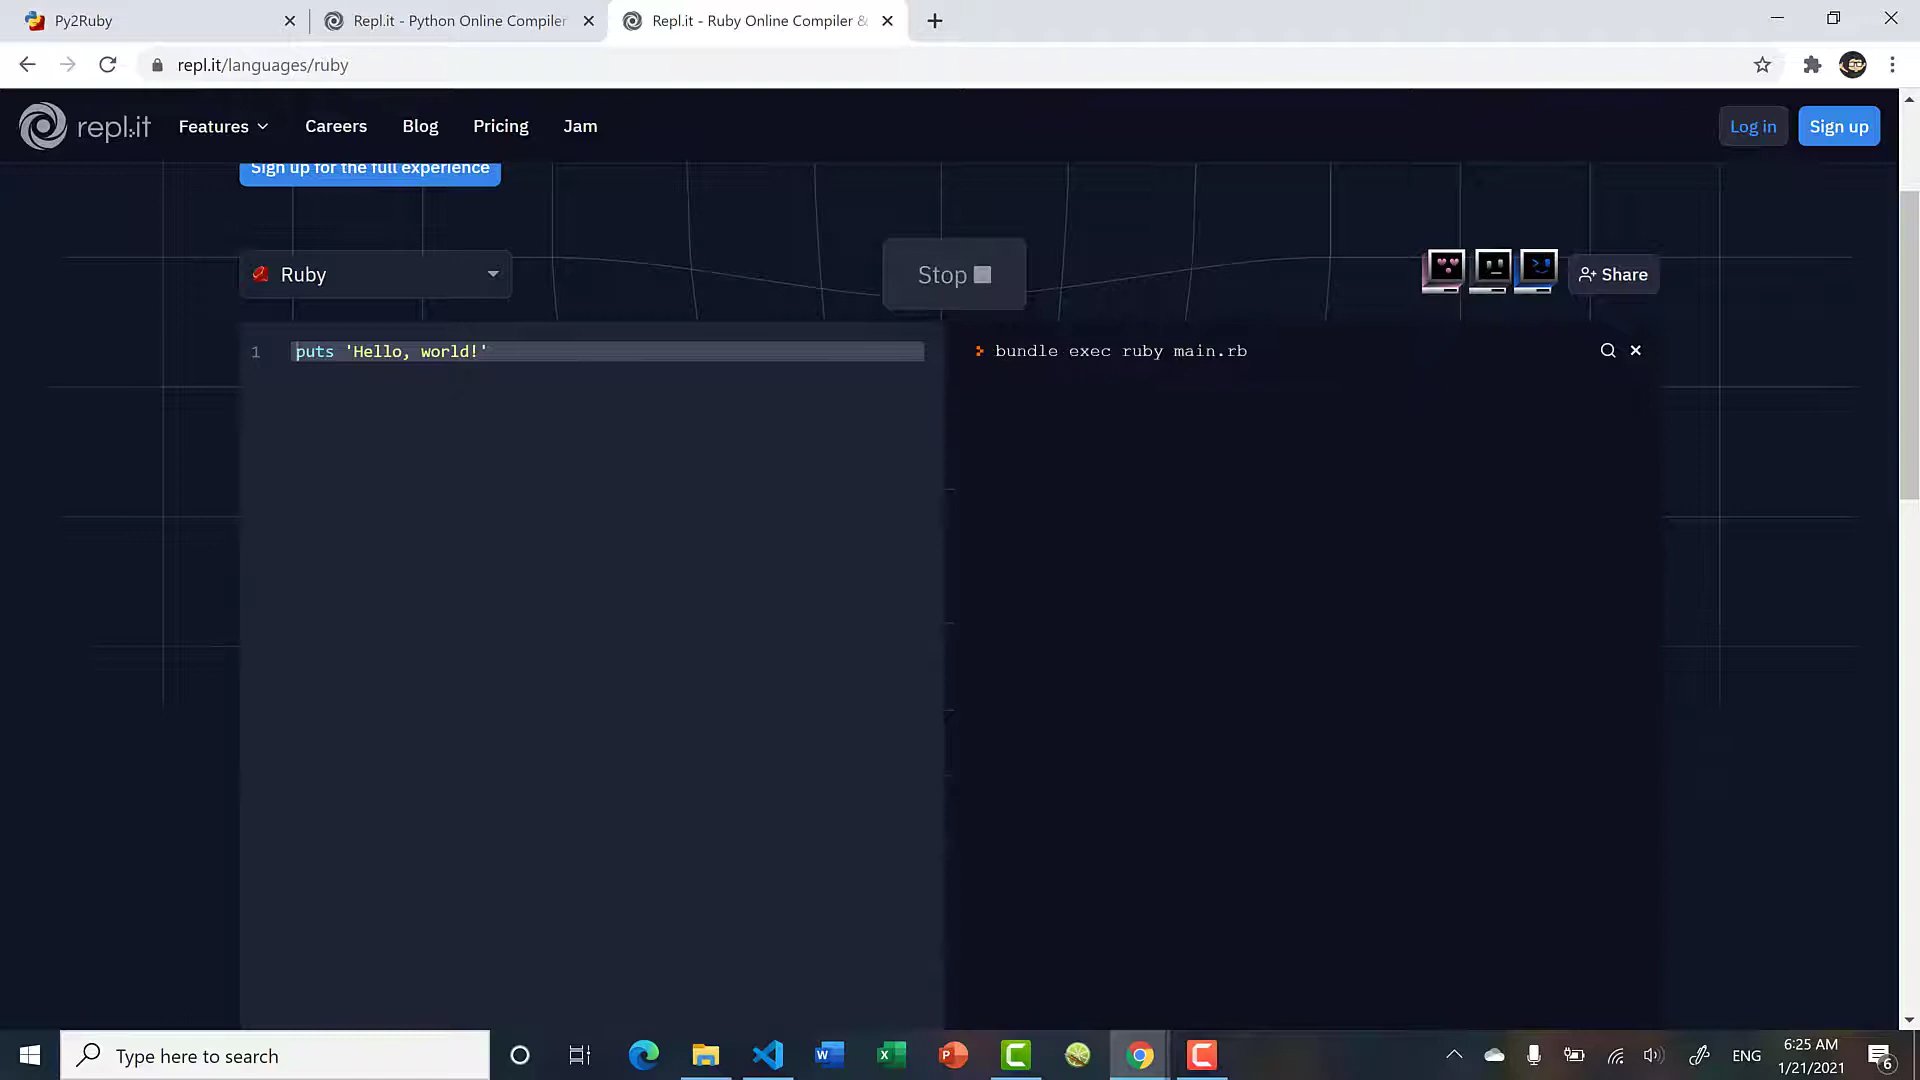 Py2Ruby
Repl.it - Python Online Compiler
Repl.it - Ruby Online Compiler &
repl.it/languages/ruby
repl.it
Features
Careers
Blog
Pricing
Jam
Log in
Sign up
Sign up for the full experience
Ruby
Stop
Share
1 puts 'Hello, world!'
bundle exec ruby main.rb
Type here to search
ENG
6:25 AM
1/21/2021
6